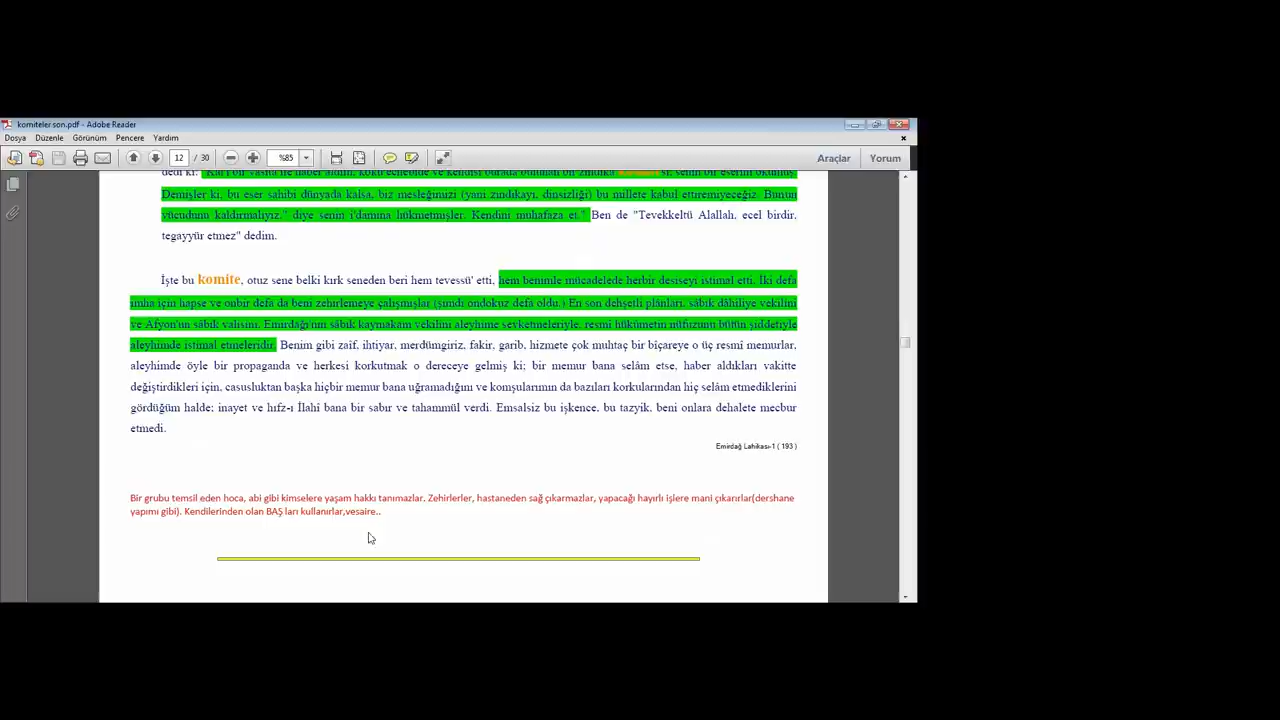 komiteler son.pdf - Adobe Reader
Dosya Düzenle Görünüm Pencere Yardım
12 / 30 %85 Araçlar Yorum
dedi ki: "Ka
Demişler ki, bu eser sahibi dünyada kalsa, biz mesleğimizi (yani zındıkayı, dinsizliği) bu millete kabul ettiremiyeceğiz. Bunun
vücudunu kaldırmalıyız." diye senin i'damına hükmetmişler. Kendini muhafaza et." Ben de "Tevekkeltü Alallah, ecel birdir,
tegayyür etmez" dedim.
İşte bu komite, otuz sene belki kırk seneden beri hem tevessü' etti, hem benimle mücadelede herbir desiseyi istimal etti. İki defa
imha için hapse ve onbir defa da beni zehirlemeye çalışmışlar (şimdi ondokuz defa oldu.) En son dehşetli plânları, sâbık dâhiliye vekilini
ve Afyon'un sâbık valisini, Emirdağı'nın sâbık kaymakam vekilini aleyhime sevketmeleriyle, resmî hükûmetin nüfuzunu bütün şiddetiyle
aleyhimde istimal etmeleridir. Benim gibi zaîf, ihtiyar, merdümgiriz, fakir, garib, hizmete çok muhtaç bir bîçareye o üç resmî memurlar,
aleyhimde öyle bir propaganda ve herkesi korkutmak o dereceye gelmiş ki; bir memur bana selâm etse, haber aldıkları vakitte
değiştirdikleri için, casusluktan başka hiçbir memur bana uğramadığını ve komşularımın da bazıları korkularından hiç selâm etmediklerini
gördüğüm halde; inayet ve hıfz-ı İlahî bana bir sabır ve tahammül verdi. Emsalsiz bu işkence, bu tazyik, beni onlara dehalete mecbur
etmedi.
Emirdağ Lahikası-1 ( 193 )
Bir grubu temsil eden hoca, abi gibi kimselere yaşam hakkı tanımazlar. Zehirlerler, hastaneden sağ çıkarmazlar, yapacağı hayırlı işlere mani çıkarırlar(dershane
yapımı gibi). Kendilerinden olan BAŞ ları kullanırlar,vesaire..